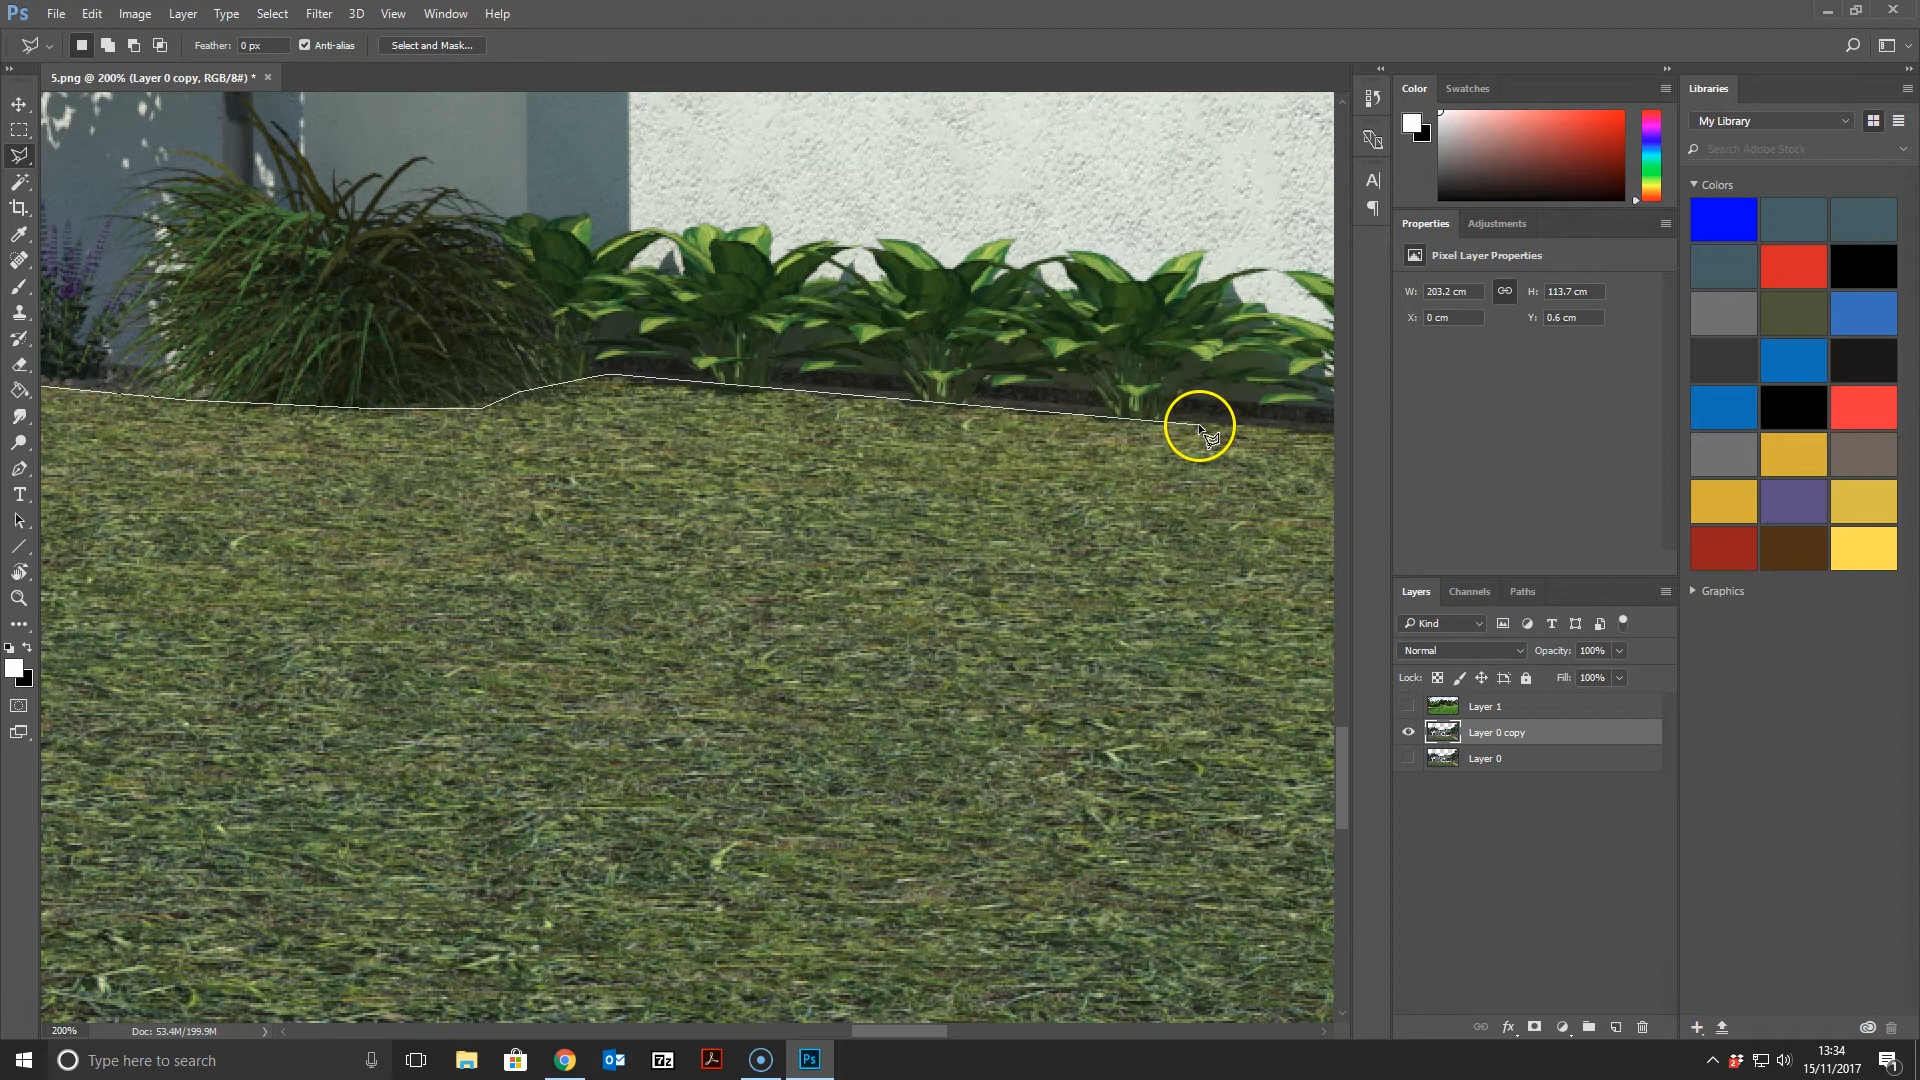 Ps File Edit Image Layer Type Select Filter 3D View Window Help
Feather: 0 px Anti-alias Select and Mask...
5.png @ 200% (Layer 0 copy, RGB/8#) * ×
Color Swatches
Libraries
My Library
Search Adobe Stock
Colors
Properties Adjustments
Pixel Layer Properties
W: 203.2 cm H: 113.7 cm
X: 0 cm Y: 0.6 cm
Graphics
Layers Channels Paths
Kind
Normal Opacity: 100%
Lock: Fill: 100%
Layer 1
Layer 0 copy
Layer 0
200% Doc: 53.4M/199.9M
Type here to search
7z
Ps
13:34
15/11/2017